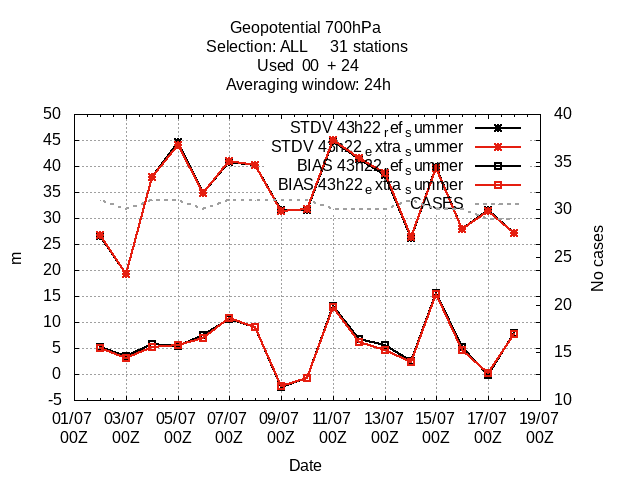 Geopotential 700hPa
Selection: ALL 31 stations
Used 00 + 24
Averaging window: 24h
STDV 43h22_ref_summer
STDV 43h22_extra_summer
BIAS 43h22_ref_summer
BIAS 43h22_extra_summer
CASES
50
45
40
35
30
25
20
15
10
5
0
-5
m
40
35
30
25
20
15
10
No cases
01/07 03/07 05/07 07/07 09/07 11/07 13/07 15/07 17/07 19/07
00Z 00Z 00Z 00Z 00Z 00Z 00Z 00Z 00Z 00Z
Date